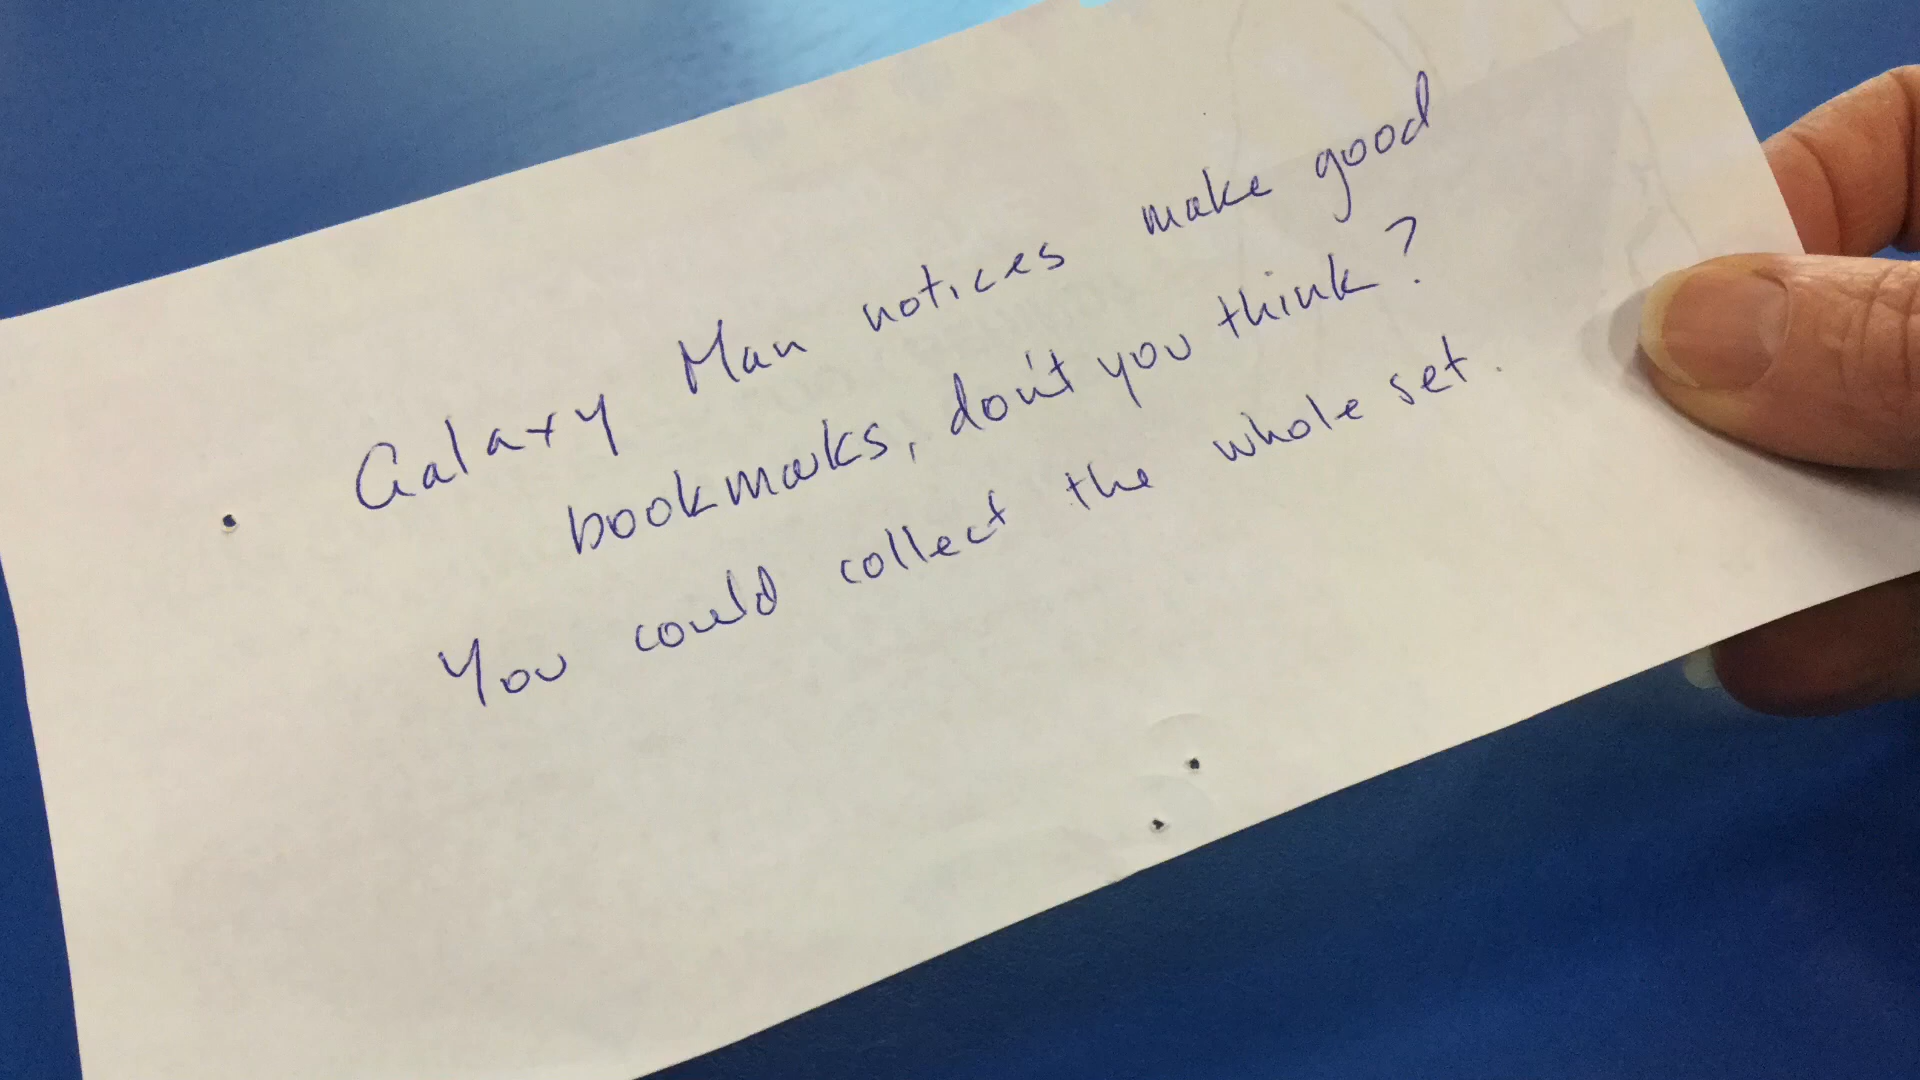 Galaxy Man notices make good
bookmarks, don't you think?
You could collect the whole set.